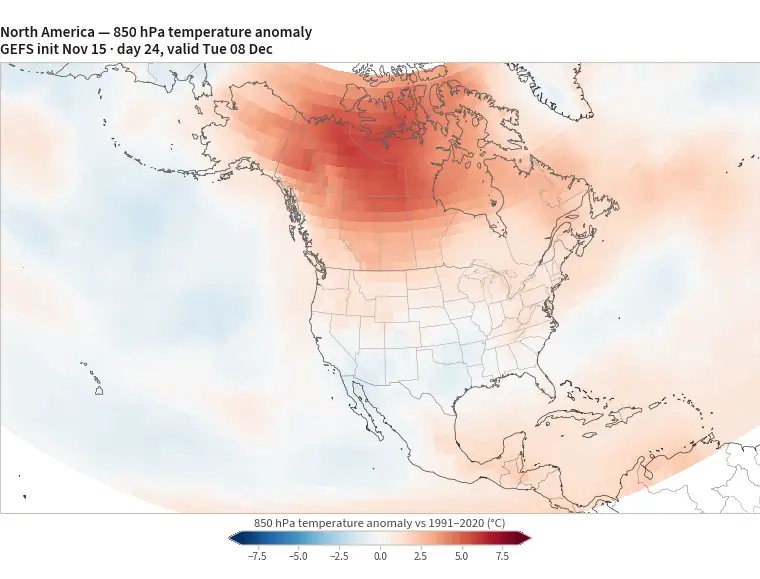 North America — 850 hPa temperature anomaly
GEFS init Nov 15 · day 24, valid Tue 08 Dec
850 hPa temperature anomaly vs 1991–2020 (°C)
−7.5 −5.0 −2.5 0.0 2.5 5.0 7.5